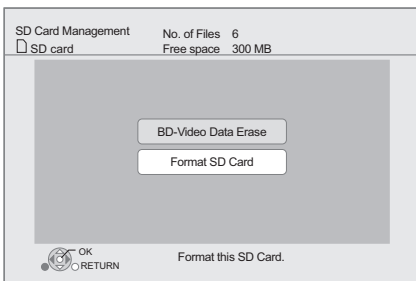 SD Card Management No. of Files 6
SD card Free space 300 MB
BD-Video Data Erase
Format SD Card
OK
RETURN
Format this SD Card.